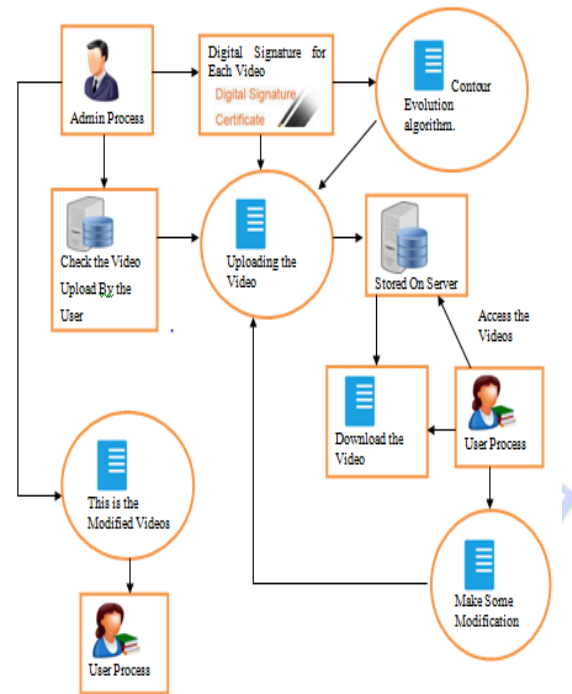 Digital Signature for
Each Video
Digital Signature
Certificate
Contour
Evolution
algorithm.
Admin Process
Check the Video
Upload By the
User
Uploading the
Video
Stored On Server
Access the
Videos
Download the
Video
User Process
This is the
Modified Videos
Make Some
Modification
User Process